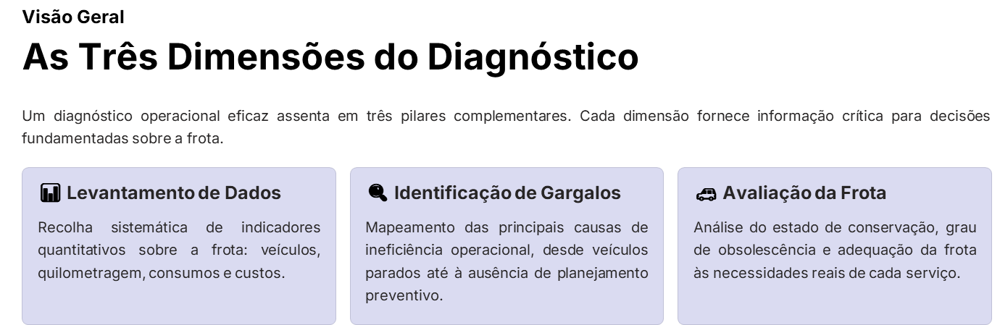 Visão Geral
As Três Dimensões do Diagnóstico
Um diagnóstico operacional eficaz assenta em três pilares complementares. Cada dimensão fornece informação crítica para decisões
fundamentadas sobre a frota.
Levantamento de Dados
Recolha sistemática de indicadores
quantitativos sobre a frota: veículos,
quilometragem, consumos e custos.
Identificação de Gargalos
Mapeamento das principais causas de
ineficiência operacional, desde veículos
parados até à ausência de planejamento
preventivo.
Avaliação da Frota
Análise do estado de conservação, grau
de obsolescência e adequação da frota
às necessidades reais de cada serviço.